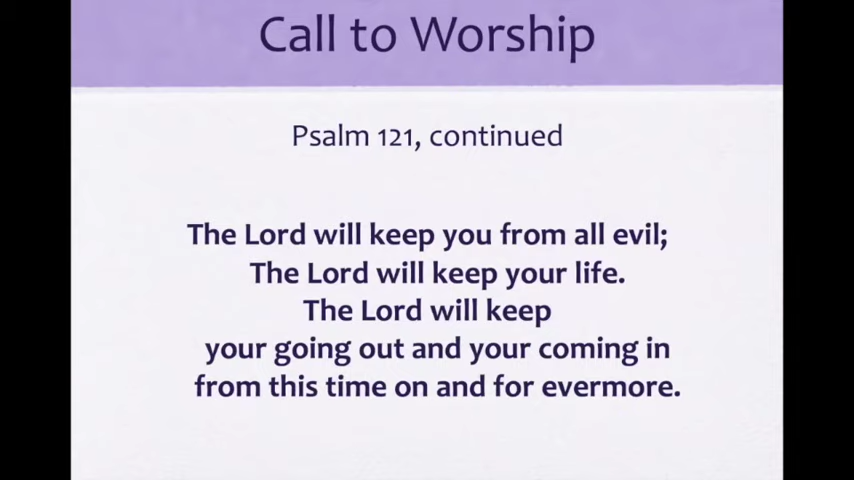 Call to Worship
Psalm 121, continued
The Lord will keep you from all evil;
The Lord will keep your life.
The Lord will keep
your going out and your coming in
from this time on and for evermore.